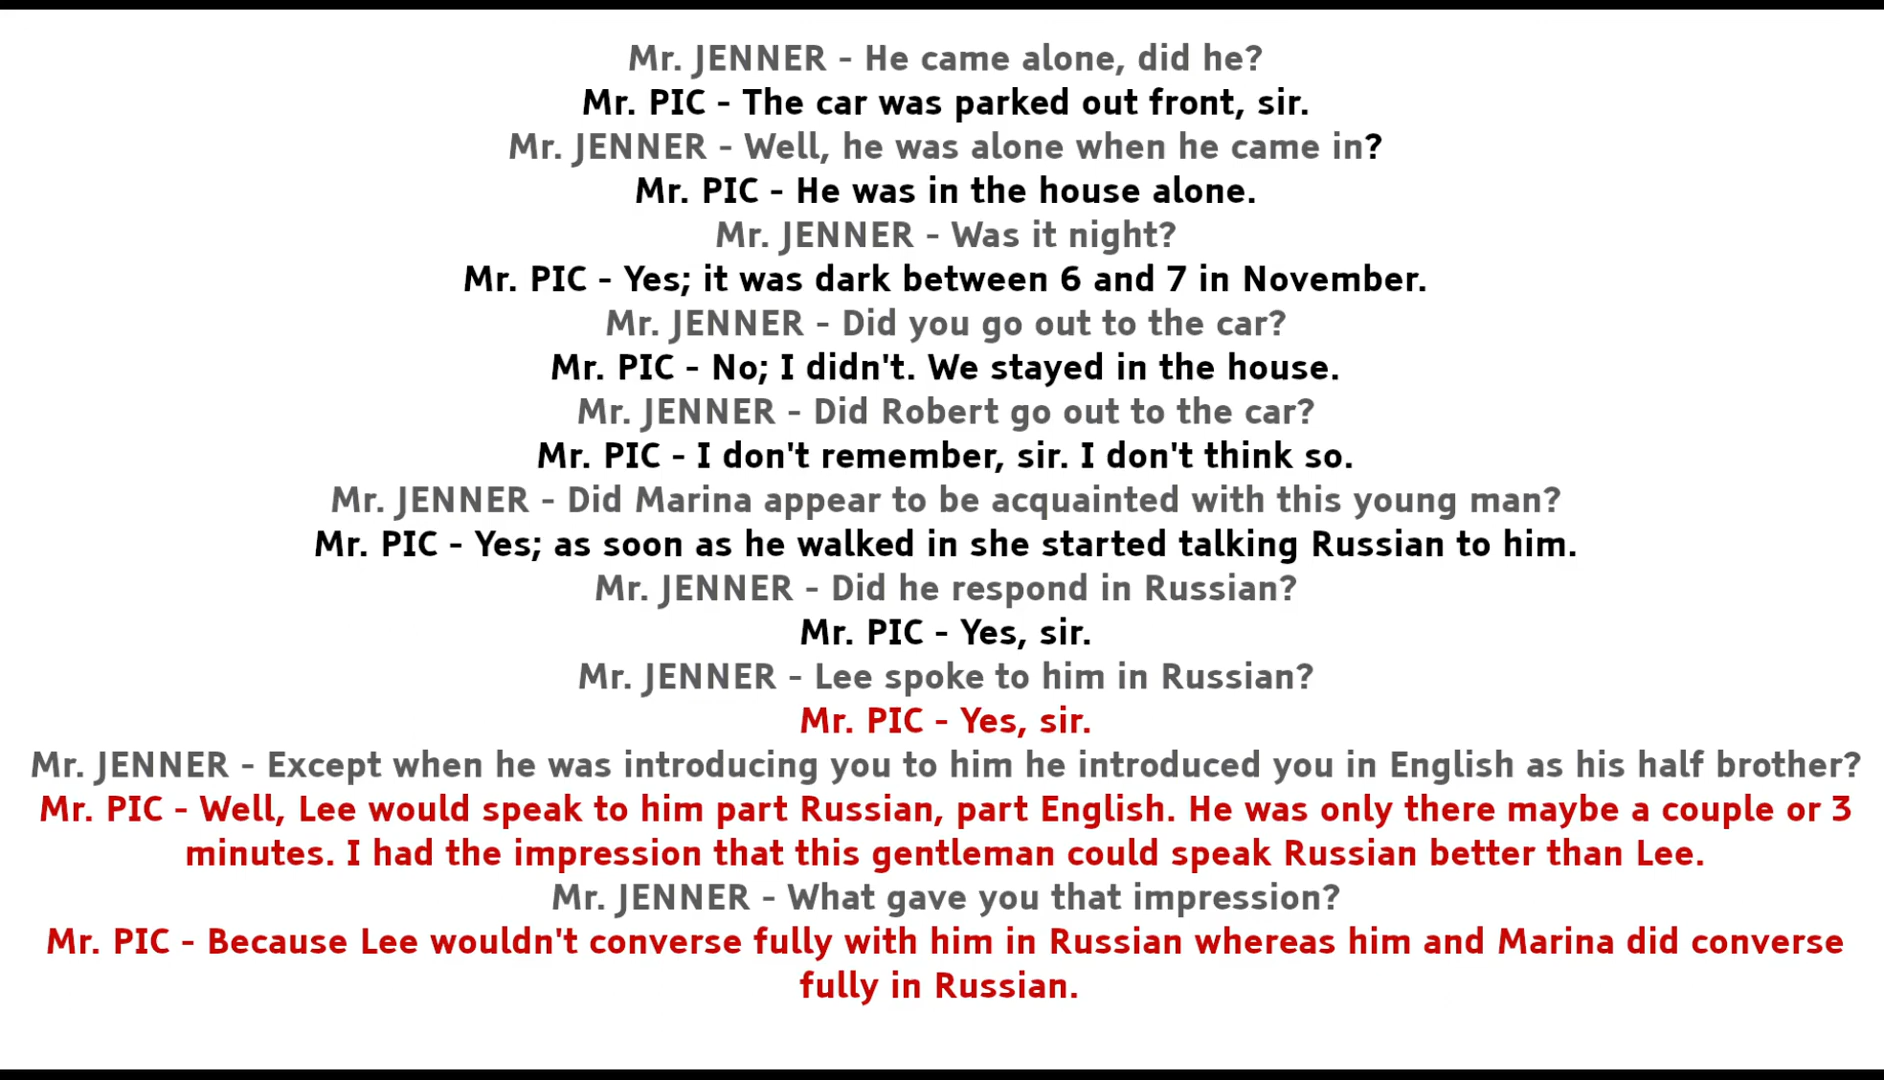 Mr. JENNER - He came alone, did he?
Mr. PIC - The car was parked out front, sir.
Mr. JENNER - Well, he was alone when he came in?
Mr. PIC - He was in the house alone.
Mr. JENNER - Was it night?
Mr. PIC - Yes; it was dark between 6 and 7 in November.
Mr. JENNER - Did you go out to the car?
Mr. PIC - No; I didn't. We stayed in the house.
Mr. JENNER - Did Robert go out to the car?
Mr. PIC - I don't remember, sir. I don't think so.
Mr. JENNER - Did Marina appear to be acquainted with this young man?
Mr. PIC - Yes; as soon as he walked in she started talking Russian to him.
Mr. JENNER - Did he respond in Russian?
Mr. PIC - Yes, sir.
Mr. JENNER - Lee spoke to him in Russian?
Mr. PIC - Yes, sir.
Mr. JENNER - Except when he was introducing you to him he introduced you in English as his half brother?
Mr. PIC - Well, Lee would speak to him part Russian, part English. He was only there maybe a couple or 3
minutes. I had the impression that this gentleman could speak Russian better than Lee.
Mr. JENNER - What gave you that impression?
Mr. PIC - Because Lee wouldn't converse fully with him in Russian whereas him and Marina did converse
fully in Russian.